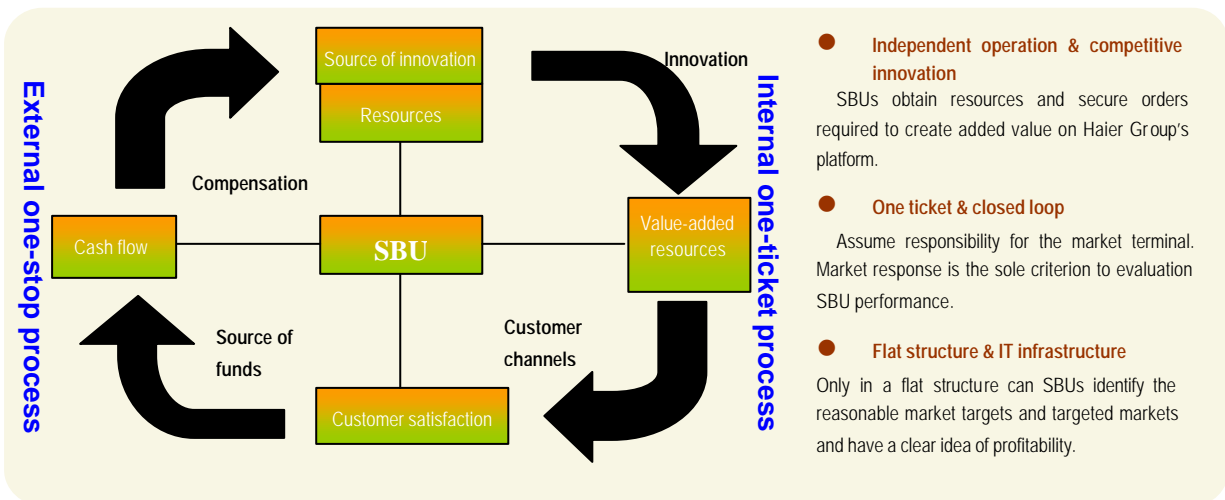 External one-stop process
Source of innovation
Resources
Innovation
Compensation
Cash flow
SBU
Value-added
resources
Source of
funds
Customer
channels
Customer satisfaction
Internal one-ticket process
● Independent operation & competitive
innovation
SBUs obtain resources and secure orders
required to create added value on Haier Group's
platform.
● One ticket & closed loop
Assume responsibility for the market terminal.
Market response is the sole criterion to evaluation
SBU performance.
● Flat structure & IT infrastructure
Only in a flat structure can SBUs identify the
reasonable market targets and targeted markets
and have a clear idea of profitability.